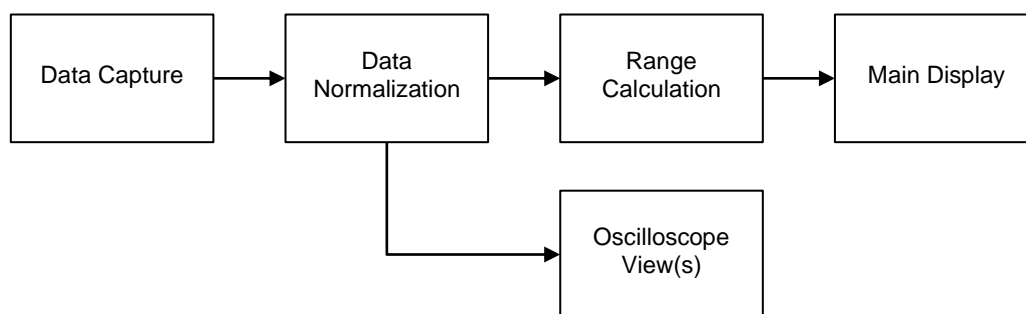 Data Capture
Data
Normalization
Range
Calculation
Main Display
Oscilloscope
View(s)